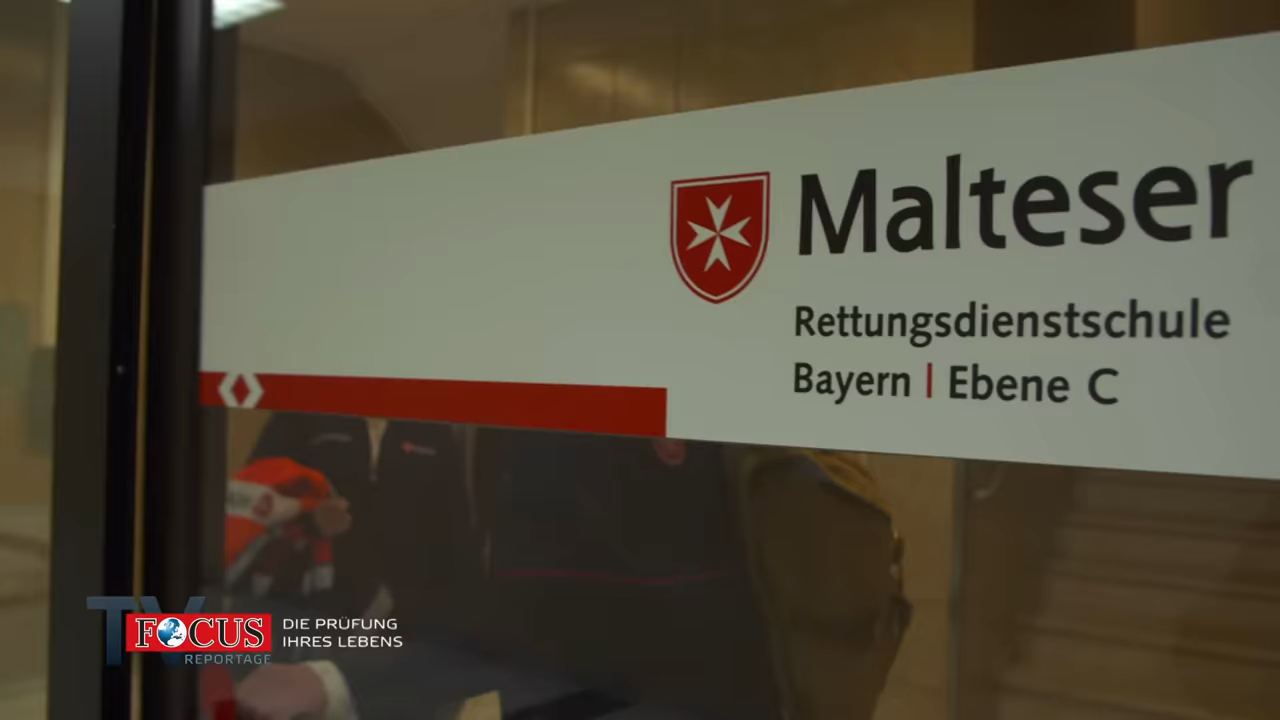 Malteser
Rettungsdienstschule
Bayern | Ebene C
TV
FOCUS
REPORTAGE
DIE PRÜFUNG
IHRES LEBENS